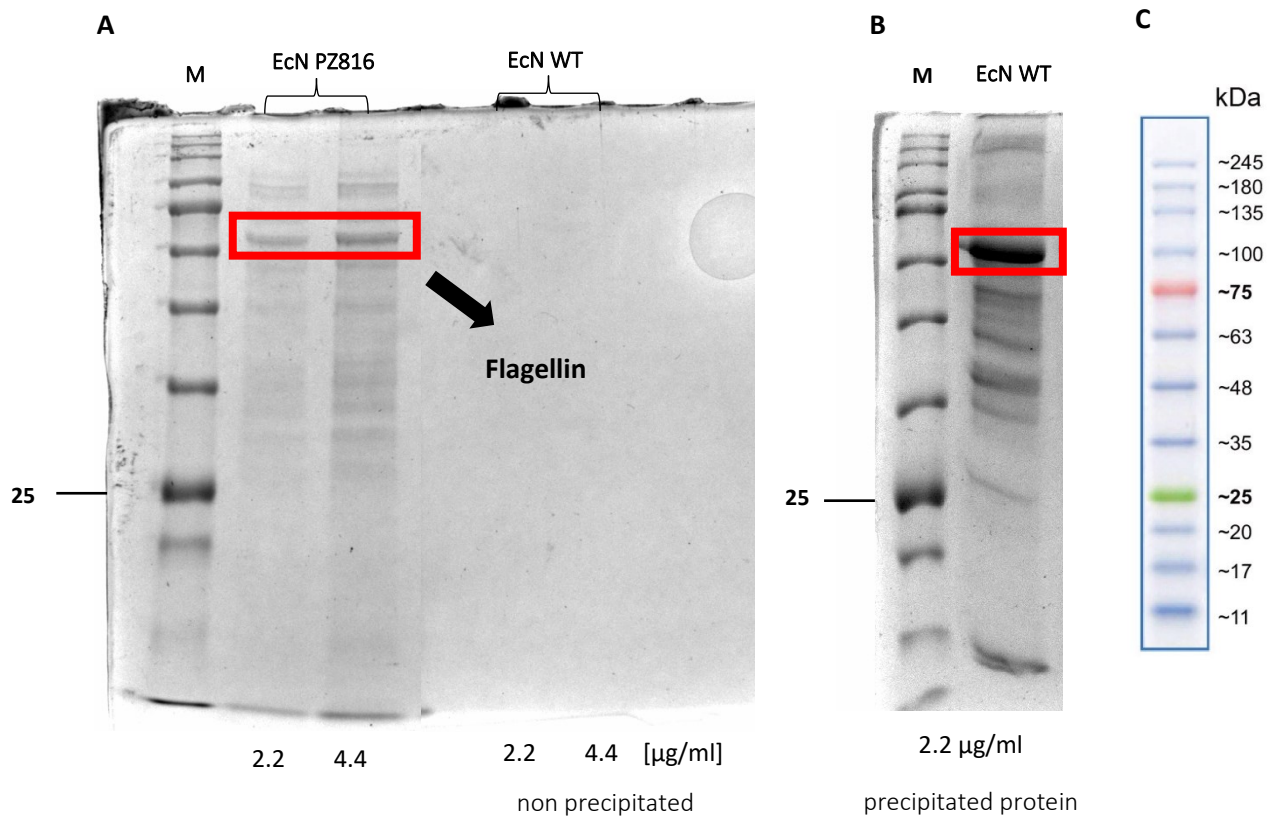 A
M
EcN PZ816
EcN WT
25
Flagellin
2.2
4.4
2.2
4.4
[µg/ml]
non precipitated
B
M
EcN WT
25
2.2 µg/ml
precipitated protein
C
kDa
~245
~180
~135
~100
~75
~63
~48
~35
~25
~20
~17
~11